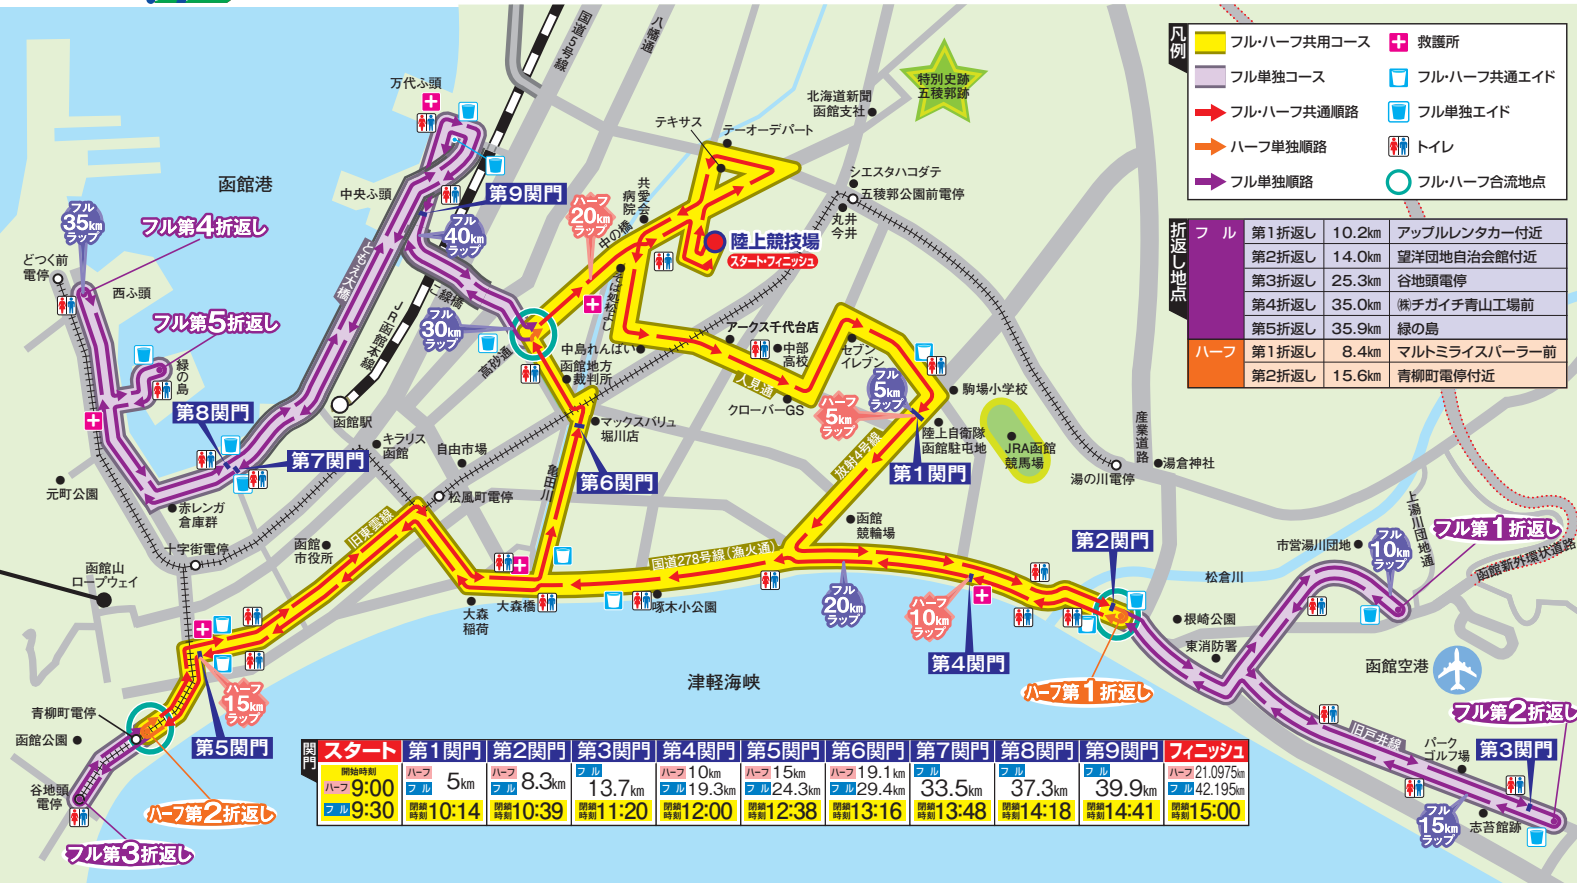 凡例
フル・ハーフ共用コース
フル単独コース
フル・ハーフ共通順路
ハーフ単独順路
フル単独順路
救護所
フル・ハーフ共通エイド
フル単独エイド
トイレ
フル・ハーフ合流地点
折返し地点
フル
第1折返し 10.2km アップルレンタカー付近
第2折返し 14.0km 望洋団地自治会館付近
第3折返し 25.3km 谷地頭電停
第4折返し 35.0km ㈱チガイチ青山工場前
第5折返し 35.9km 緑の島
ハーフ
第1折返し 8.4km マルトミライスパーラー前
第2折返し 15.6km 青柳町電停付近
国道5号線
八幡通
万代ふ頭
函館港
中央ふ頭
第9関門
フル
40km
ラップ
フル
35km
ラップ
フル第4折返し
どつく前
電停
西ふ頭
フル第5折返し
緑の島
ともえ大橋
JR函館本線
こ線橋
フル
30km
ラップ
高砂通
函館駅
第8関門
第7関門
元町公園
赤レンガ
倉庫群
十字街電停
キラリス
函館
自由市場
松風町電停
函館
市役所
旧東雲線
函館山
ロープウェイ
特別史跡
五稜郭跡
北海道新聞
函館支社
テキサス
テーオーデパート
シエスタハコダテ
五稜郭公園前電停
丸井
今井
共愛会
病院
ハーフ
20km
ラップ
中の橋
陸上競技場
スタート・フィニッシュ
そば処松よし
中島れんばい
函館地方
裁判所
アークス千代台店
中部
高校
セブン
イレブン
人見通
クローバーGS
フル
5km
ラップ
ハーフ
5km
ラップ
駒場小学校
陸上自衛隊
函館駐屯地
第1関門
放射4号線
JRA函館
競馬場
産業道路
湯の川電停
湯倉神社
マックスバリュ
堀川店
第6関門
亀田川
函館
競輪場
国道278号線(漁火通)
大森
稲荷
大森橋
啄木小公園
フル
20km
ラップ
ハーフ
10km
ラップ
第4関門
第2関門
松倉川
市営湯川団地
上湯川団地通
フル
10km
ラップ
フル第1折返し
函館新外環状道路
根崎公園
東消防署
函館空港
ハーフ第1折返し
フル第2折返し
旧戸井線
パーク
ゴルフ場
第3関門
フル
15km
ラップ
志苔館跡
津軽海峡
ハーフ
15km
ラップ
第5関門
青柳町電停
函館公園
谷地頭
電停
ハーフ第2折返し
フル第3折返し
関門
スタート 第1関門 第2関門 第3関門 第4関門 第5関門 第6関門 第7関門 第8関門 第9関門 フィニッシュ
開始時刻
ハーフ 9:00
フル 9:30
ハーフ フル 5km
閉鎖時刻 10:14
ハーフ フル 8.3km
閉鎖時刻 10:39
フル 13.7km
閉鎖時刻 11:20
ハーフ 10km
フル 19.3km
閉鎖時刻 12:00
ハーフ 15km
フル 24.3km
閉鎖時刻 12:38
ハーフ 19.1km
フル 29.4km
閉鎖時刻 13:16
フル 33.5km
閉鎖時刻 13:48
フル 37.3km
閉鎖時刻 14:18
フル 39.9km
閉鎖時刻 14:41
ハーフ 21.0975km
フル 42.195km
閉鎖時刻 15:00